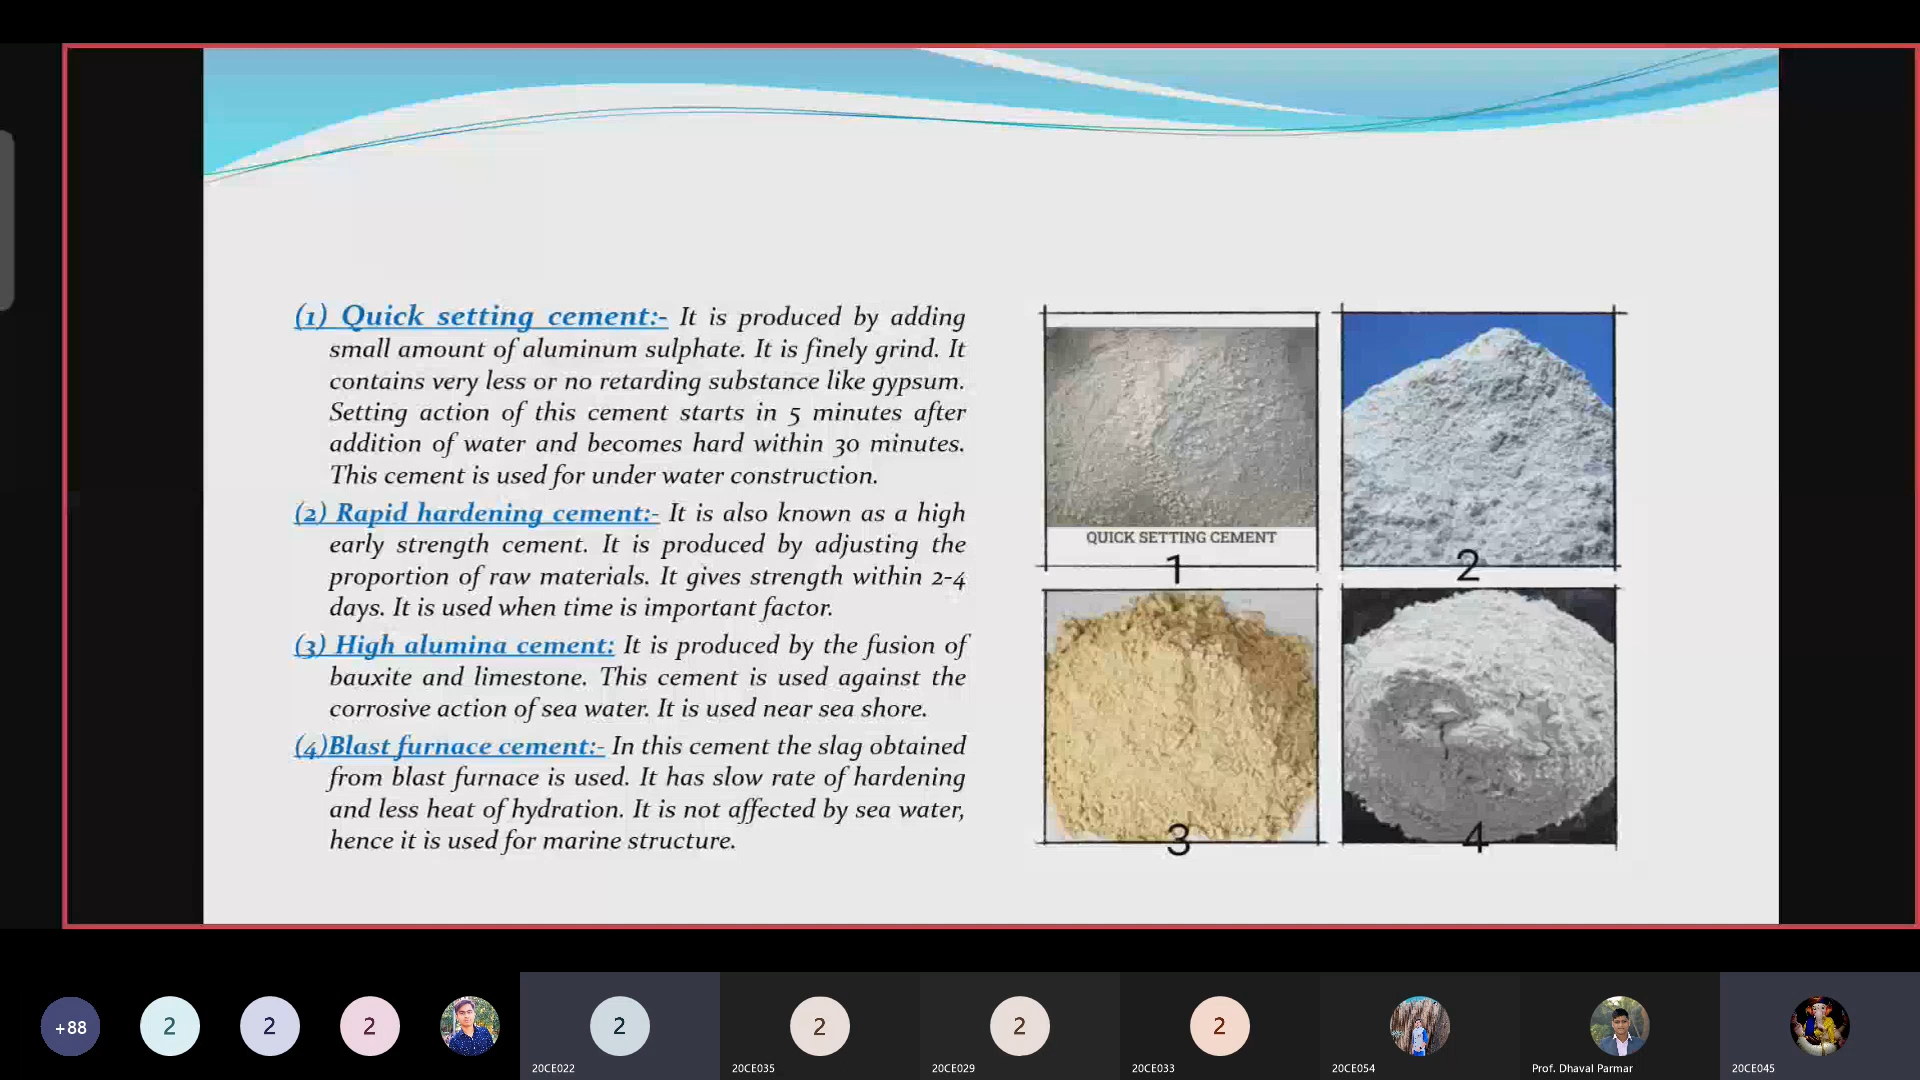 (1) Quick setting cement:- It is produced by adding
small amount of aluminum sulphate. It is finely grind. It
contains very less or no retarding substance like gypsum.
Setting action of this cement starts in 5 minutes after
addition of water and becomes hard within 30 minutes.
This cement is used for under water construction.
(2) Rapid hardening cement:- It is also known as a high
early strength cement. It is produced by adjusting the
proportion of raw materials. It gives strength within 2-4
days. It is used when time is important factor.
(3) High alumina cement: It is produced by the fusion of
bauxite and limestone. This cement is used against the
corrosive action of sea water. It is used near sea shore.
(4)Blast furnace cement:- In this cement the slag obtained
from blast furnace is used. It has slow rate of hardening
and less heat of hydration. It is not affected by sea water,
hence it is used for marine structure.
QUICK SETTING CEMENT
1
2
3
4
+88
2
2
2
2
20CE022
2
20CE035
2
20CE029
2
20CE033
20CE054
Prof. Dhaval Parmar
20CE045